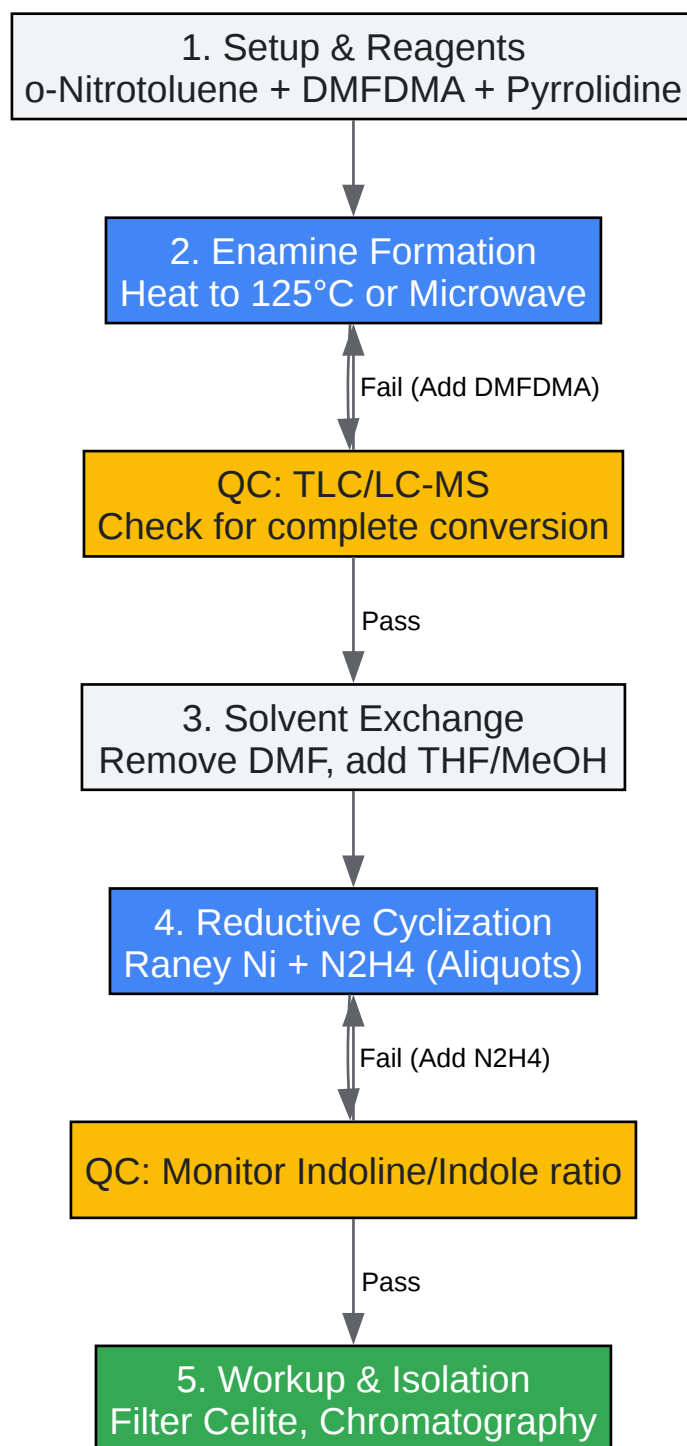 1. Setup & Reagents
o-Nitrotoluene + DMFDMA + Pyrrolidine
2. Enamine Formation
Heat to 125°C or Microwave
Fail (Add DMFDMA)
QC: TLC/LC-MS
Check for complete conversion
Pass
3. Solvent Exchange
Remove DMF, add THF/MeOH
4. Reductive Cyclization
Raney Ni + N2H4 (Aliquots)
Fail (Add N2H4)
QC: Monitor Indoline/Indole ratio
Pass
5. Workup & Isolation
Filter Celite, Chromatography